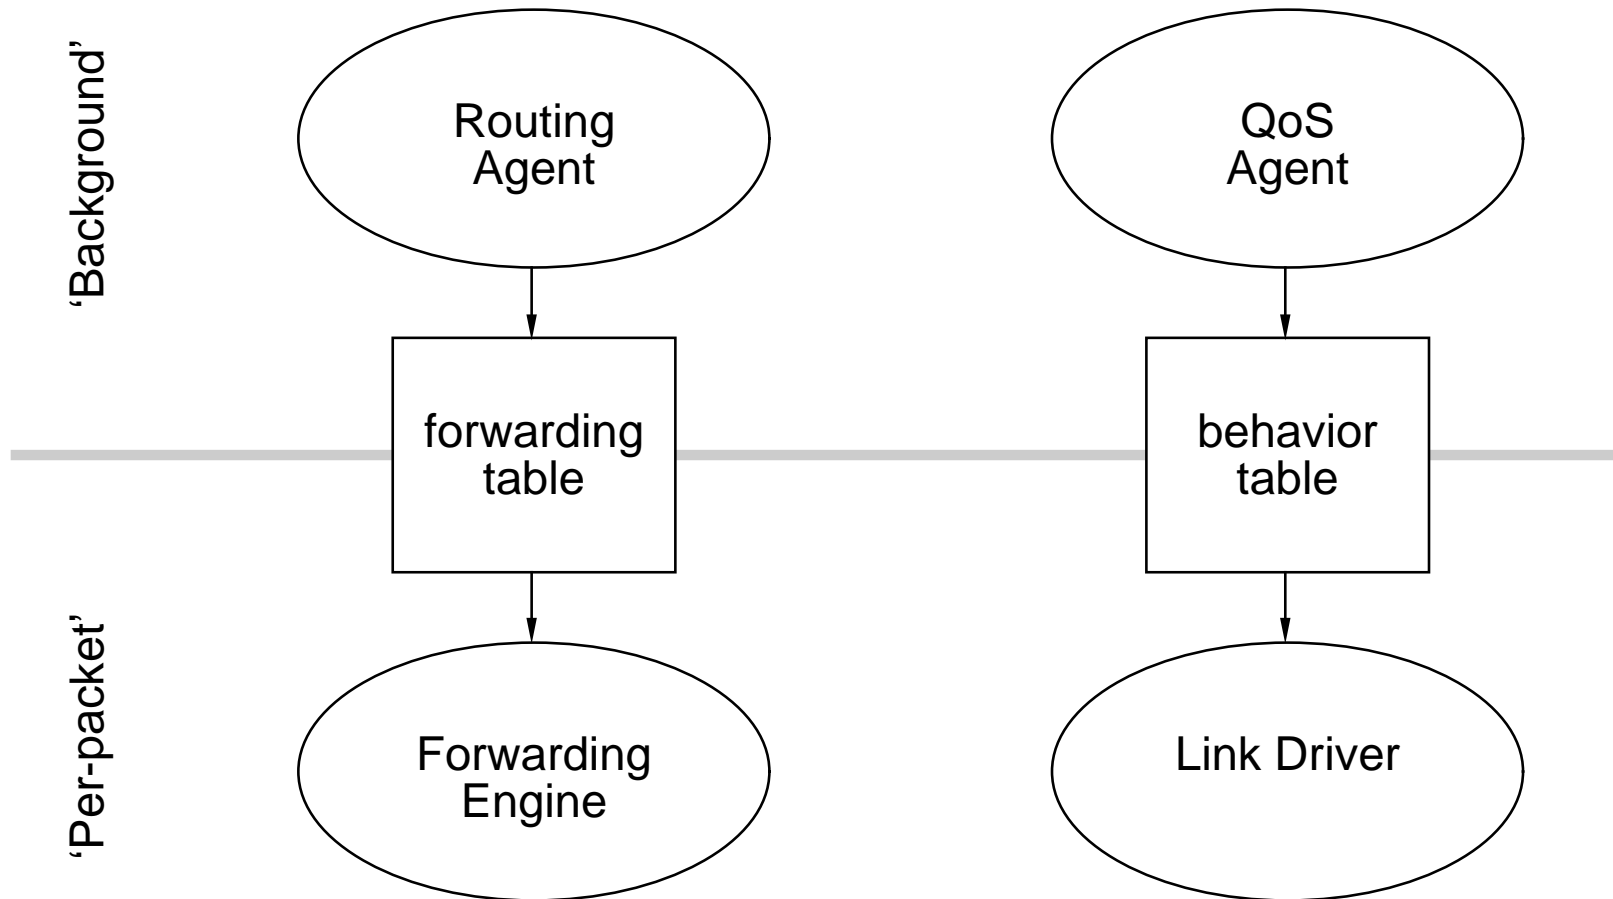 ‘Background’
Routing
Agent
QoS
Agent
forwarding
table
behavior
table
‘Per-packet’
Forwarding
Engine
Link Driver